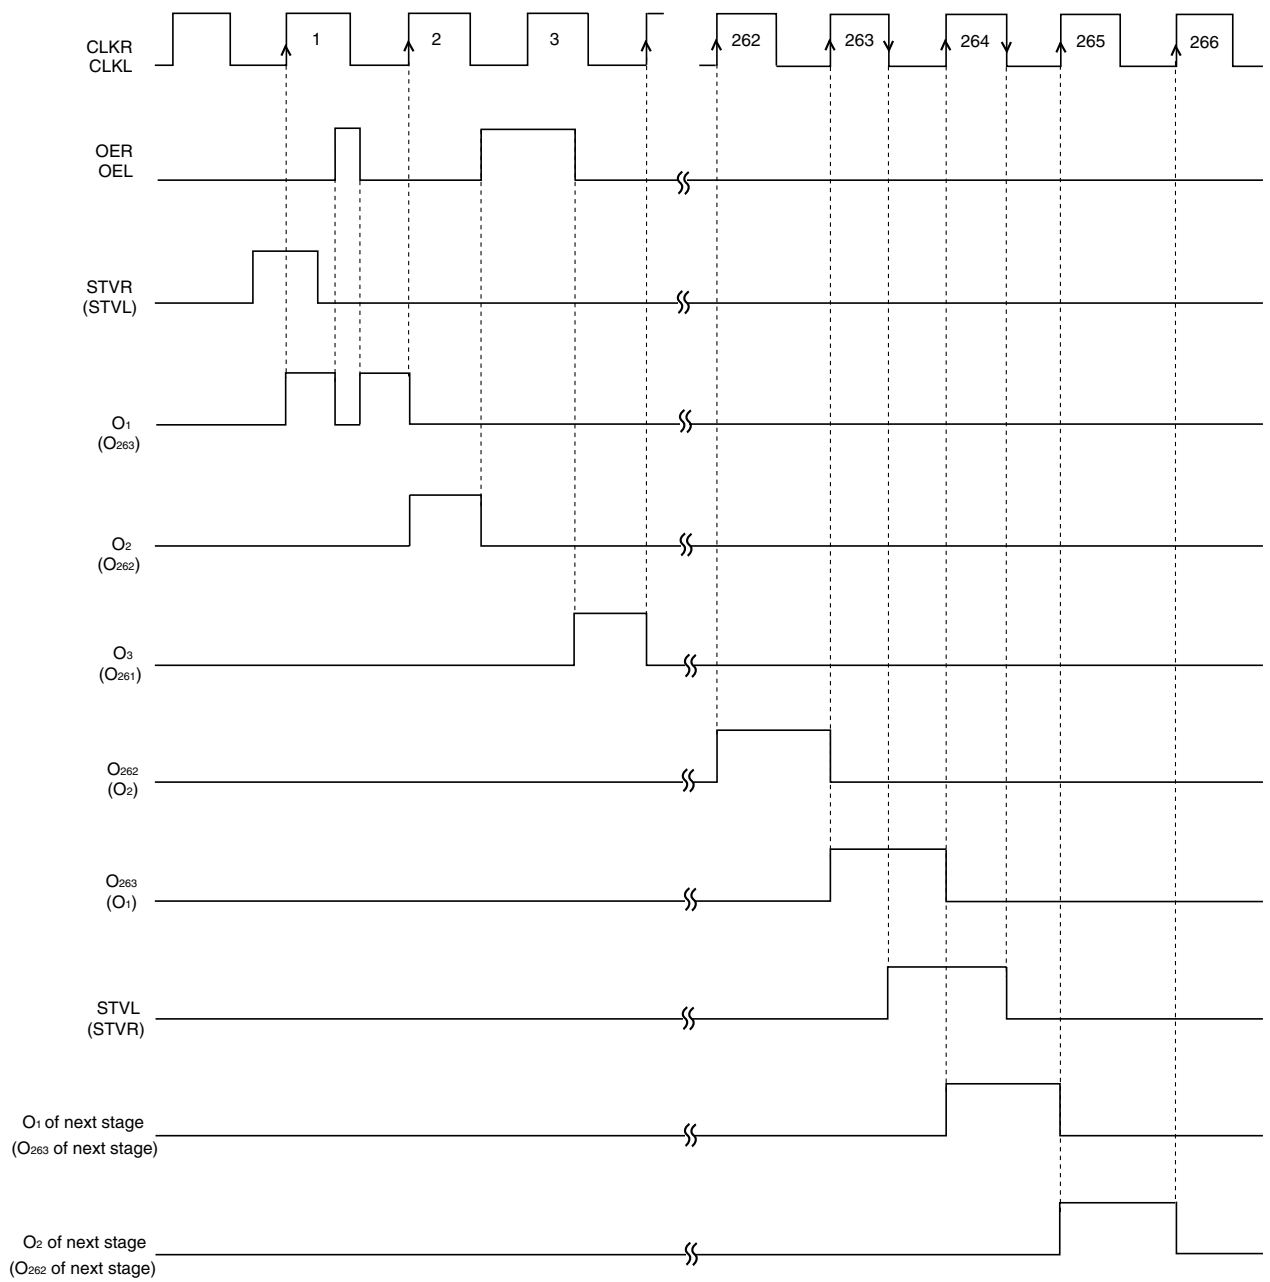 CLKR
CLKL
1 2 3 262 263 264 265 266
OER
OEL
STVR
(STVL)
O1
(O263)
O2
(O262)
O3
(O261)
O262
(O2)
O263
(O1)
STVL
(STVR)
O1 of next stage
(O263 of next stage)
O2 of next stage
(O262 of next stage)